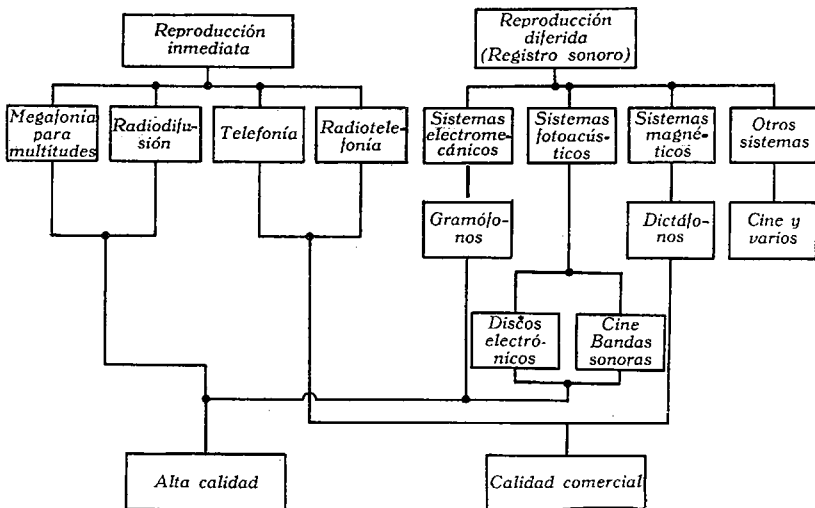 Reproducción
inmediata
Reproducción
diferida
(Registro sonoro)
Megafonía
para
multitudes
Radiodifu-
sión
Telefonía
Radiotele-
fonía
Sistemas
electrome-
cánicos
Sistemas
fotoacús-
ticos
Sistemas
magné-
ticos
Otros
sistemas
Gramófo-
nos
Dictáfo-
nos
Cine y
varios
Discos
electró-
nicos
Cine
Bandas
sonoras
Alta calidad
Calidad comercial